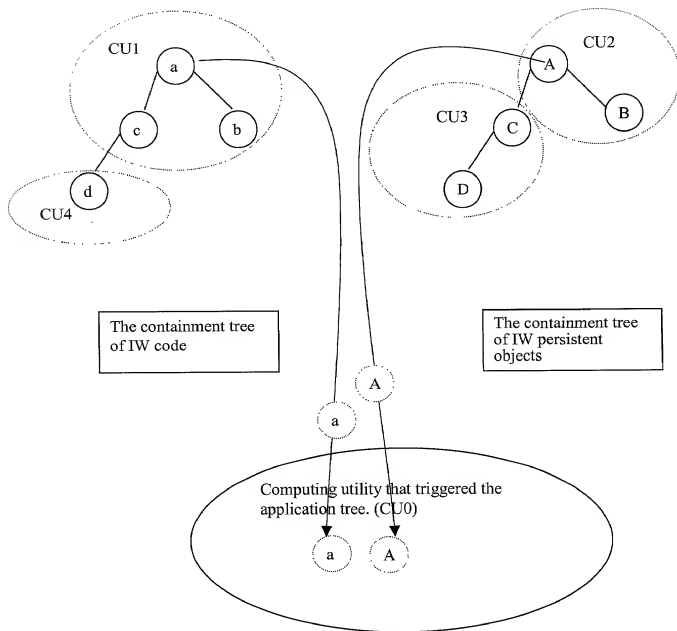 CU1
a
c
b
d
CU4
CU2
A
B
CU3
C
D
The containment tree
of IW code
The containment tree
of IW persistent
objects
A
a
Computing utility that triggered the
application tree. (CU0)
a
A